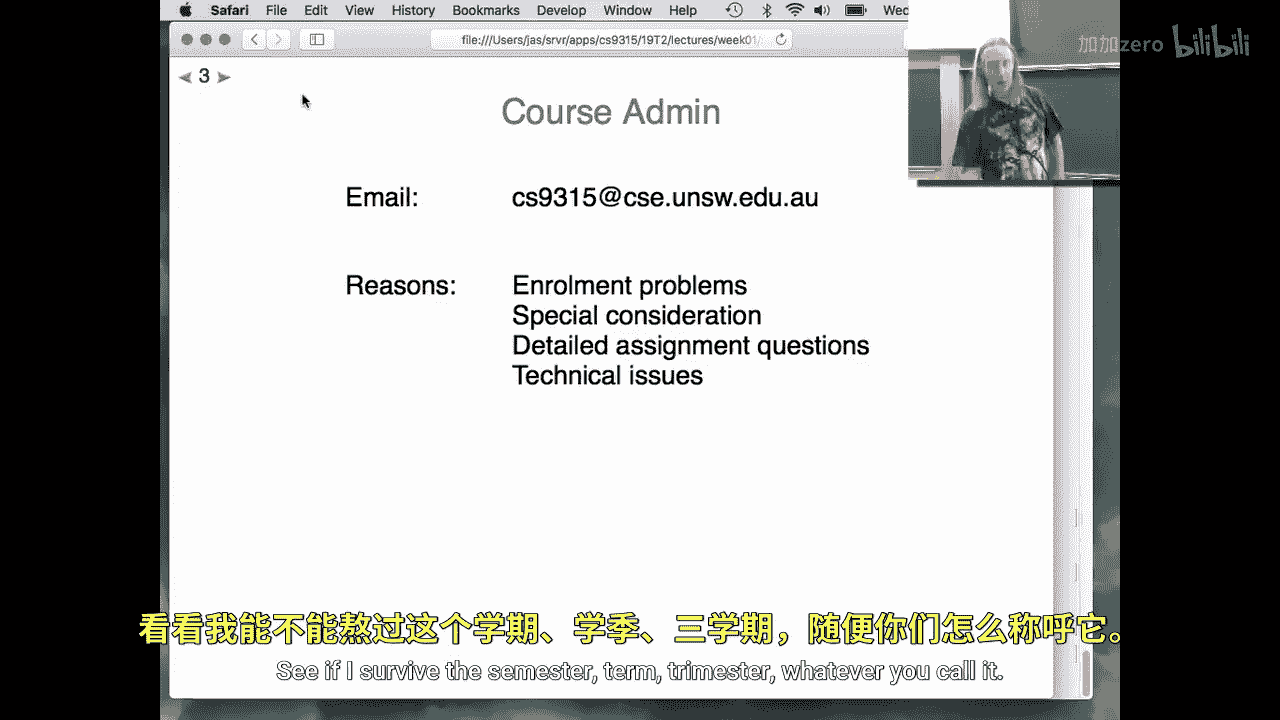 Safari File Edit View History Bookmarks Develop Window Help Wed
file:///Users/jas/srvr/apps/cs9315/19T2/lectures/week01/
加加zero bilibili
3
Course Admin
Email: cs9315@cse.unsw.edu.au
Reasons: Enrolment problems
Special consideration
Detailed assignment questions
Technical issues
看看我能不能熬过这个学期、学季、三学期，随便你们怎么称呼它。
See if I survive the semester, term, trimester, whatever you call it.